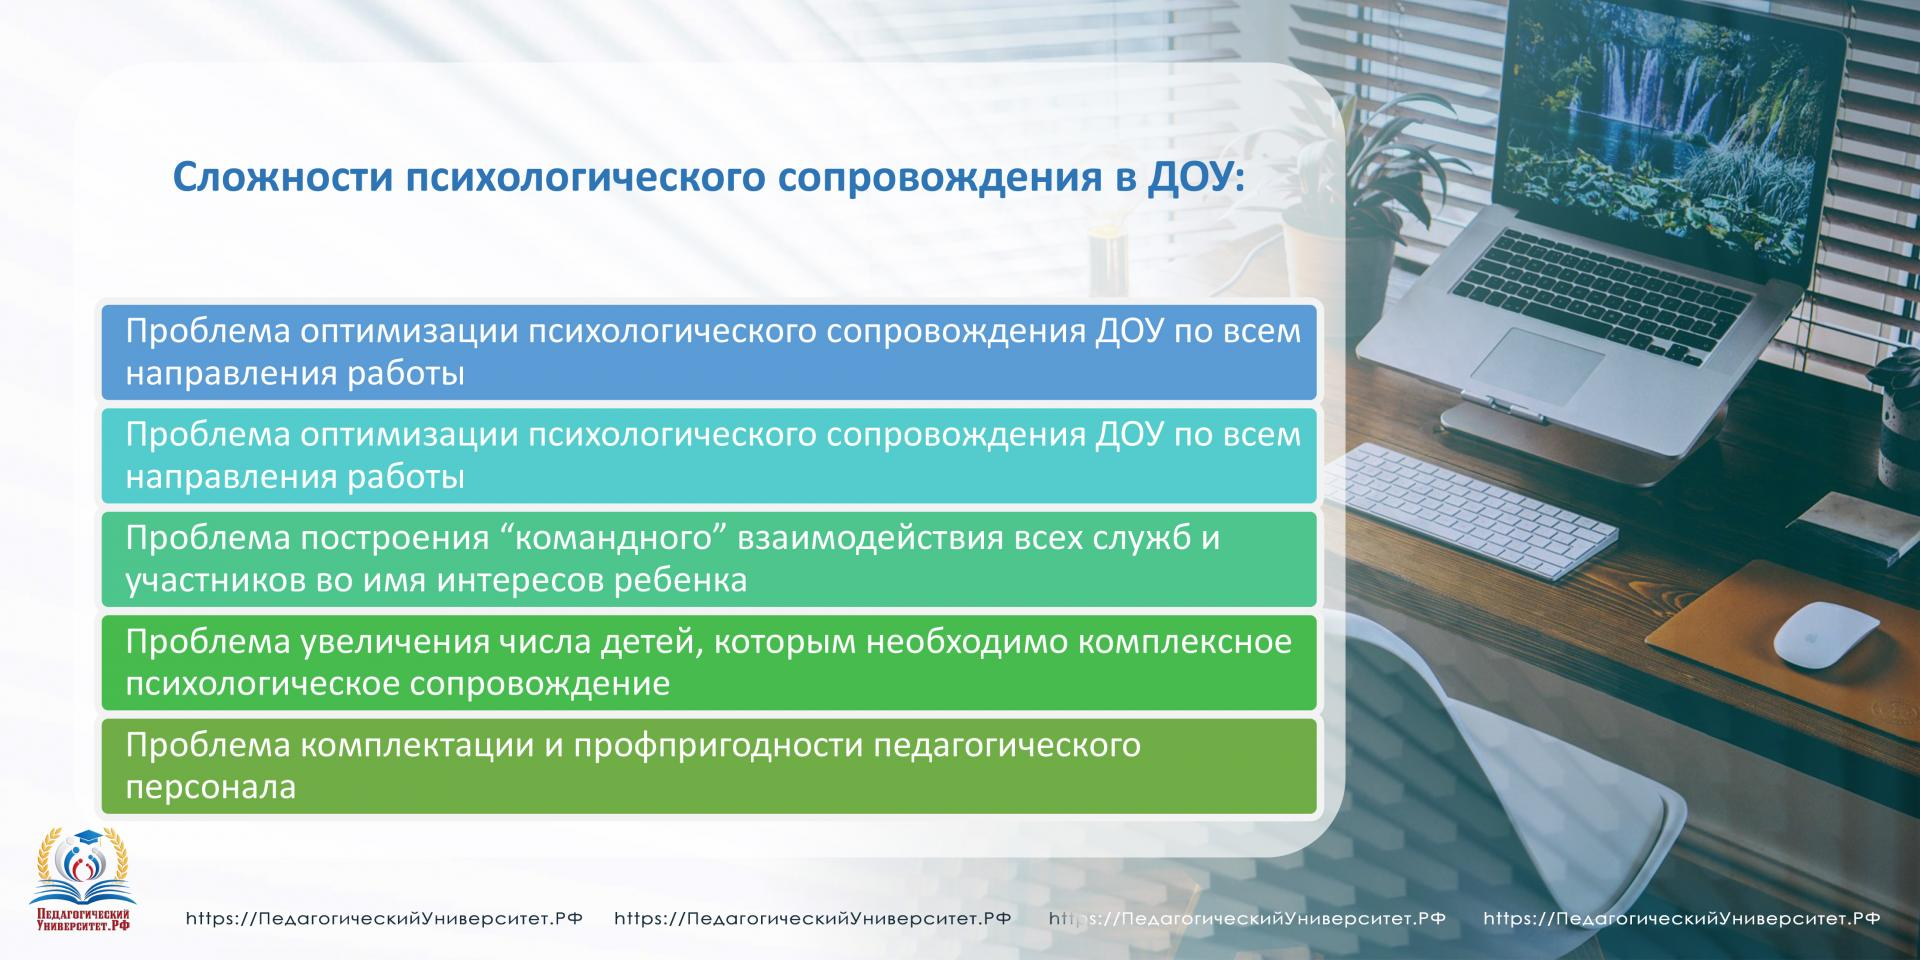 Сложности психологического сопровождения в ДОУ:
Проблема оптимизации психологического сопровождения ДОУ по всем
направления работы
Проблема оптимизации психологического сопровождения ДОУ по всем
направления работы
Проблема построения “командного” взаимодействия всех служб и
участников во имя интересов ребенка
Проблема увеличения числа детей, которым необходимо комплексное
психологическое сопровождение
Проблема комплектации и профпригодности педагогического
персонала
Педагогический
Университет.РФ
https://ПедагогическийУниверситет.РФ https://ПедагогическийУниверситет.РФ https://ПедагогическийУниверситет.РФ https://ПедагогическийУниверситет.РФ